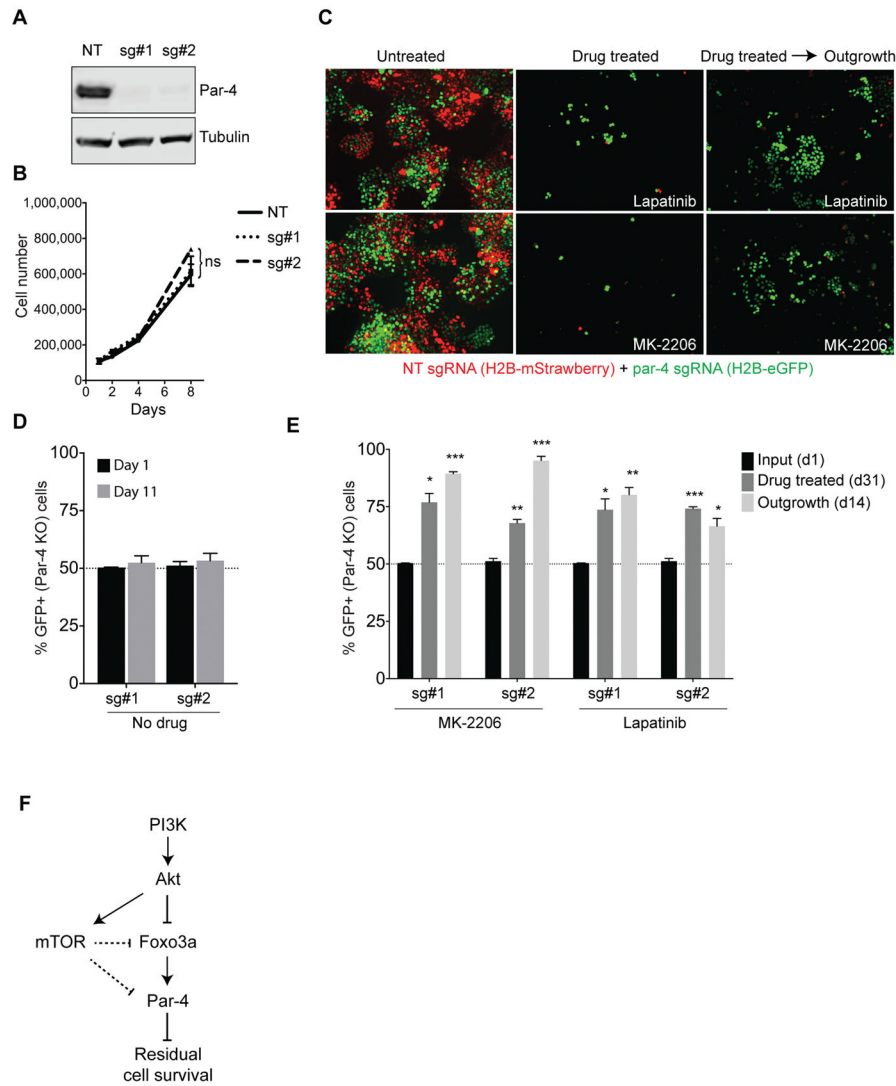 A
NT sg#1 sg#2
Par-4
Tubulin
B
1,000,000
800,000
600,000
400,000
200,000
0
Cell number
0 2 4 6 8
Days
NT
sg#1
sg#2
ns
C
Untreated Drug treated Drug treated → Outgrowth
Lapatinib Lapatinib
MK-2206 MK-2206
NT sgRNA (H2B-mStrawberry) + par-4 sgRNA (H2B-eGFP)
D
100
75
50
25
0
% GFP+ (Par-4 KO) cells
Day 1
Day 11
sg#1 sg#2
No drug
E
100
75
50
25
0
% GFP+ (Par-4 KO) cells
* *** ** *** * ** *** *
Input (d1)
Drug treated (d31)
Outgrowth (d14)
sg#1 sg#2 sg#1 sg#2
MK-2206 Lapatinib
F
PI3K
Akt
mTOR Foxo3a
Par-4
Residual
cell survival